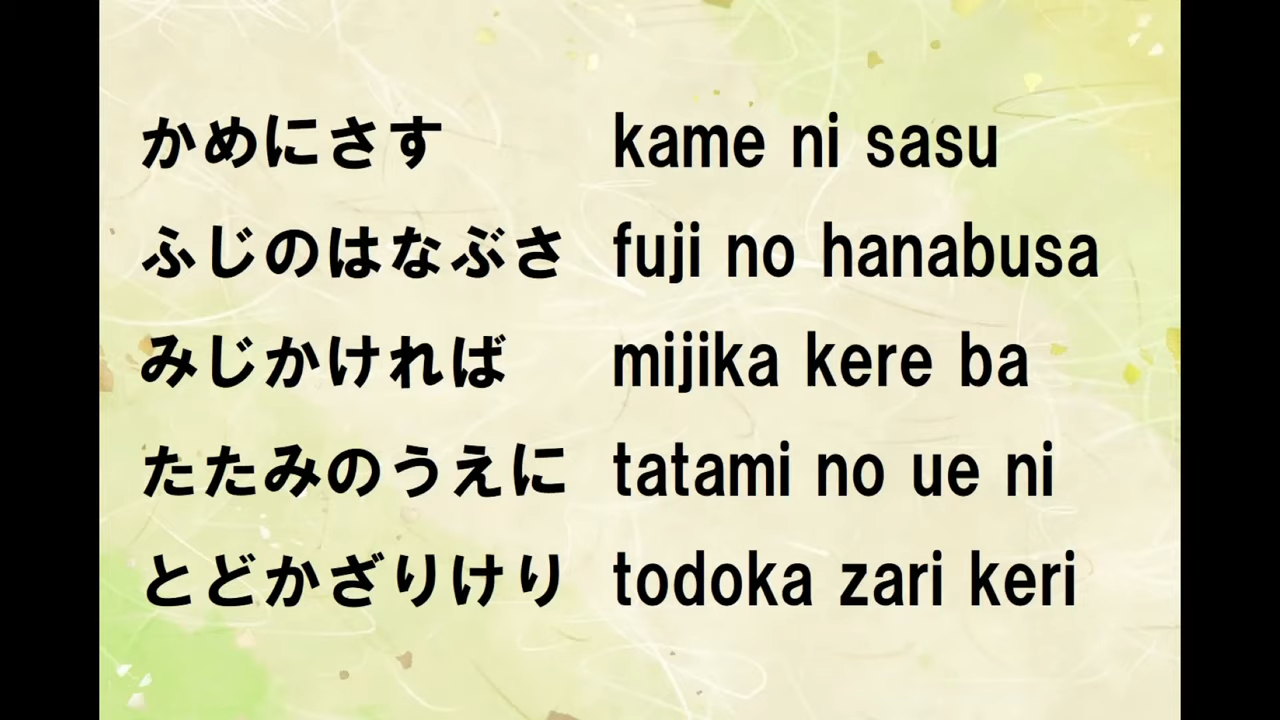 かめにさす kame ni sasu
ふじのはなぶさ fuji no hanabusa
みじかければ mijika kere ba
たたみのうえに tatami no ue ni
とどかざりけり todoka zari keri